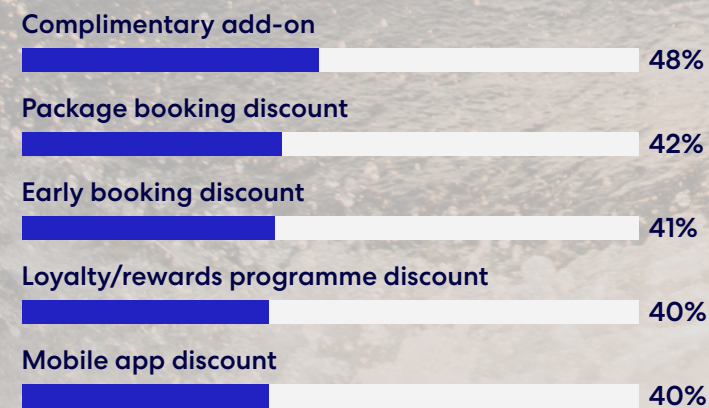 Complimentary add-on
48%
Package booking discount
42%
Early booking discount
41%
Loyalty/rewards programme discount
40%
Mobile app discount
40%